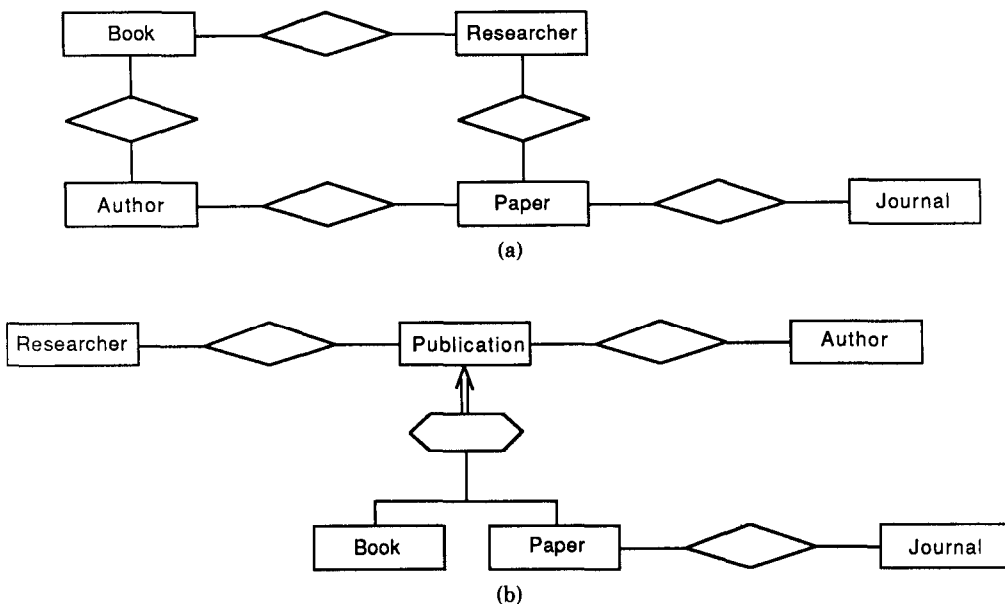 Book Researcher
Author Paper Journal
(a)
Researcher Publication Author
Book Paper Journal
(b)